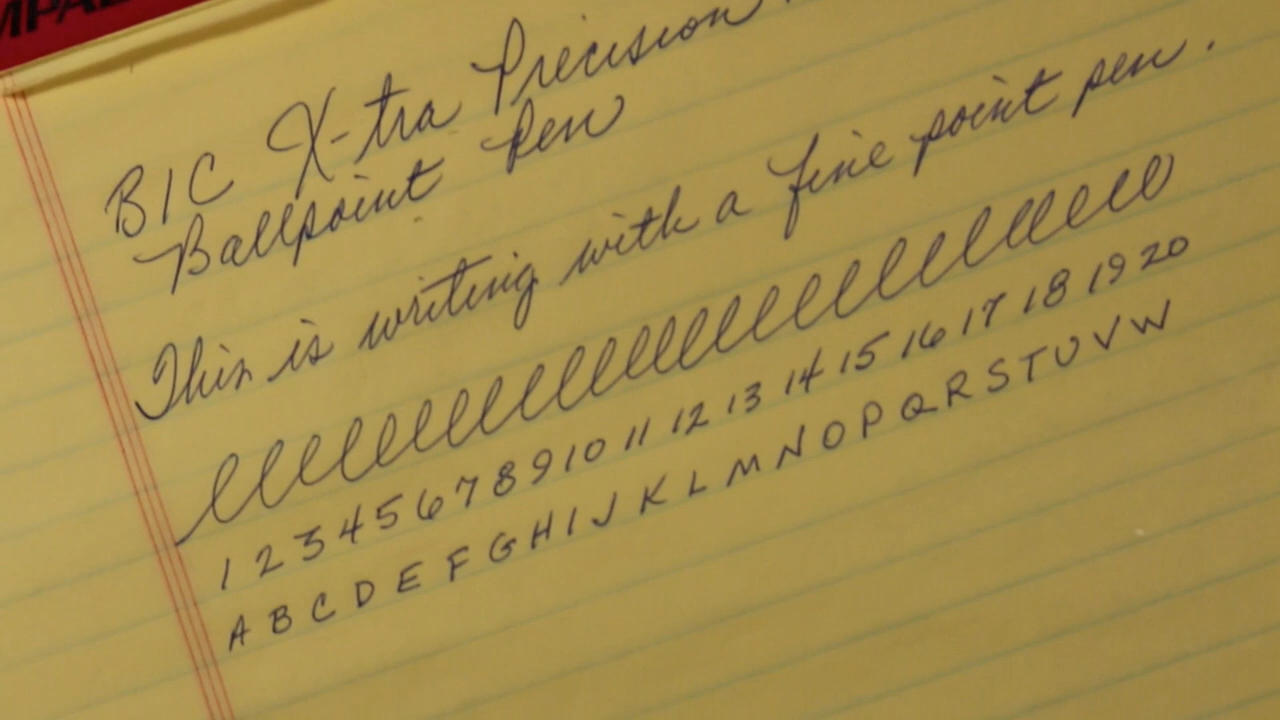 MPA
BIC X-tra Precision
Ballpoint Pen
This is writing with a fine point pen.
1 2 3 4 5 6 7 8 9 10 11 12 13 14 15 16 17 18 19 20
A B C D E F G H I J K L M N O P Q R S T U V W